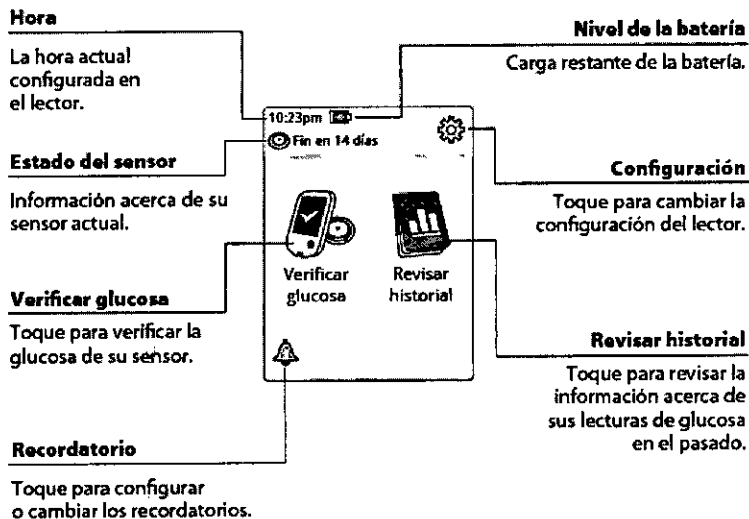 Hora
La hora actual
configurada en
el lector.
Estado del sensor
Información acerca de su
sensor actual.
Verificar glucosa
Toque para verificar la
glucosa de su sensor.
Recordatorio
Toque para configurar
o cambiar los recordatorios.
10:23pm
Fin en 14 días
Verificar
glucosa
Revisar
historial
Nivel de la batería
Carga restante de la batería.
Configuración
Toque para cambiar la
configuración del lector.
Revisar historial
Toque para revisar la
información acerca de
sus lecturas de glucosa
en el pasado.